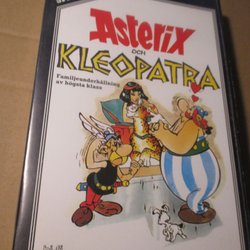 Asterix
OCH
KLEOPATRA
Familjeunderhållning
av högsta klass